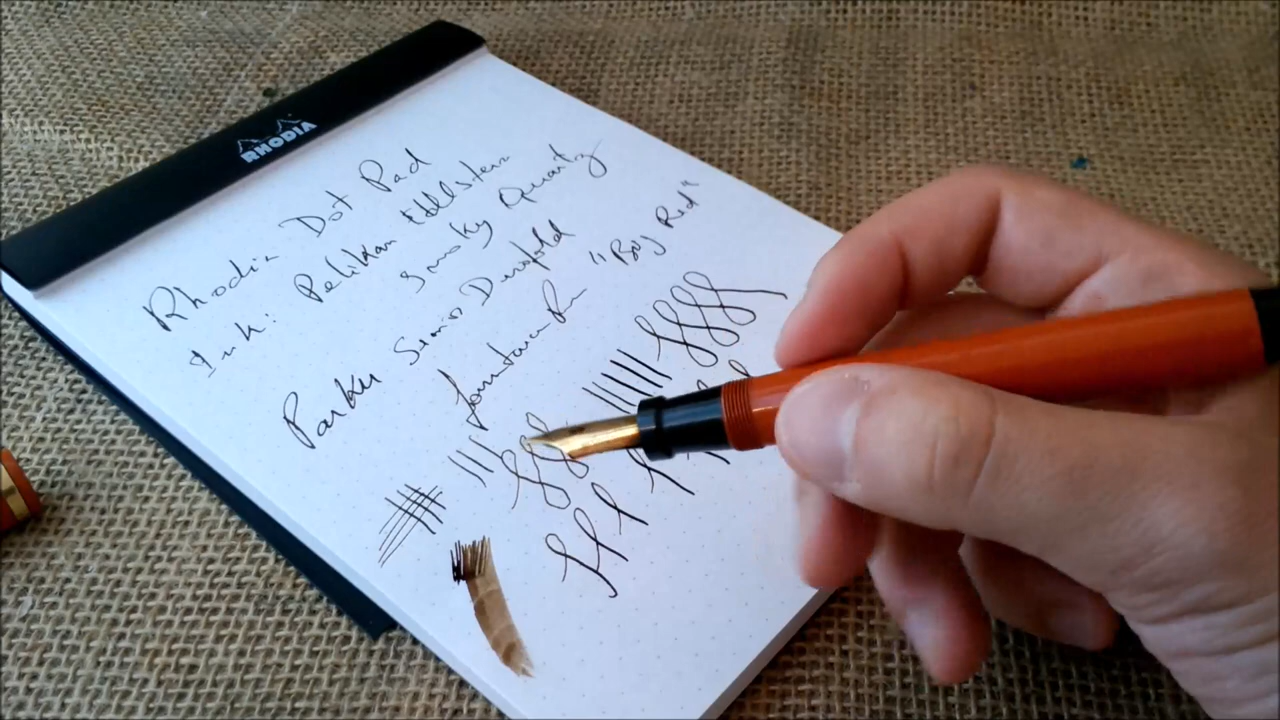 RHODIA
Rhodia Dot Pad
Ink: Pelikan Edelstein
Smoky Quartz
Parker Senior Duofold
fountain Pen "Big Red"